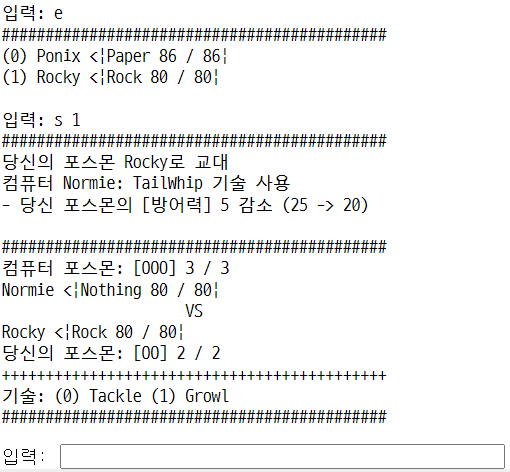 입력: e
############################################
(0) Ponix <¦Paper 86 / 86¦
(1) Rocky <¦Rock 80 / 80¦
입력: s 1
############################################
당신의 포스몬 Rocky로 교대
컴퓨터 Normie: TailWhip 기술 사용
- 당신 포스몬의 [방어력] 5 감소 (25 -> 20)
############################################
컴퓨터 포스몬: [OOO] 3 / 3
Normie <¦Nothing 80 / 80¦
VS
Rocky <¦Rock 80 / 80¦
당신의 포스몬: [OO] 2 / 2
++++++++++++++++++++++++++++++++++++++++++++
기술: (0) Tackle (1) Growl
############################################
입력: